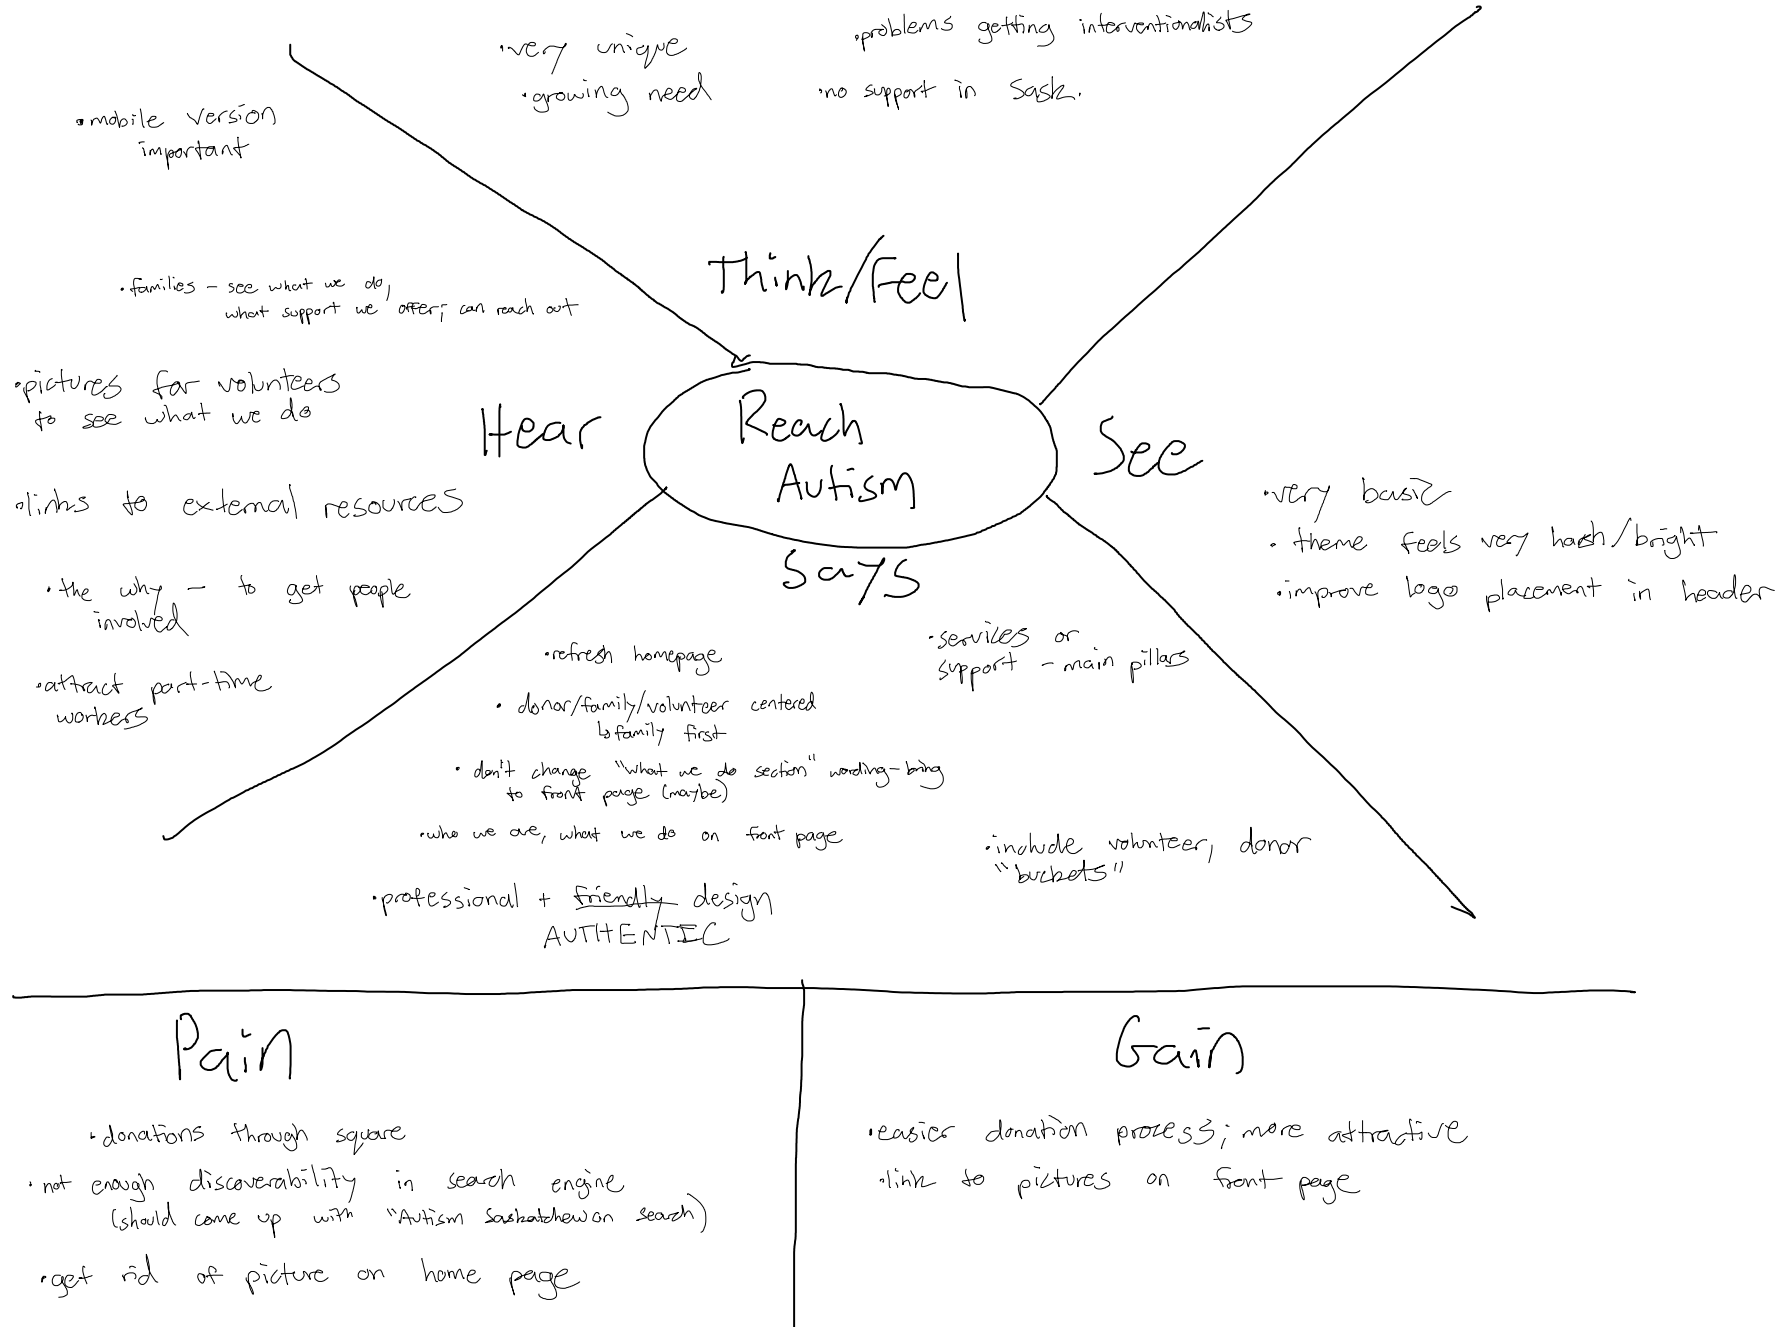 •very unique
•problems getting interventionalists
•growing need
•no support in Sask.
•mobile version
important
Think/Feel
•families – see what we do,
what support we offer; can reach out
•pictures for volunteers
to see what we do
Hear
Reach
Autism
See
•links to external resources
•very basic
• theme feels very harsh/bright
•improve logo placement in header
•the why – to get people
involved
•attract part-time
workers
Says
•refresh homepage
•services or
support – main pillars
• donor/family/volunteer centered
↳family first
• don't change "what we do section" wording–bring
to front page (maybe)
•who we are, what we do on front page
•include volunteer, donor
"buckets"
•professional + friendly design
AUTHENTIC
Pain
•donations through square
• not enough discoverability in search engine
(should come up with "Autism Saskatchewan search)
•get rid of picture on home page
Gain
•easier donation process; more attractive
•link to pictures on front page